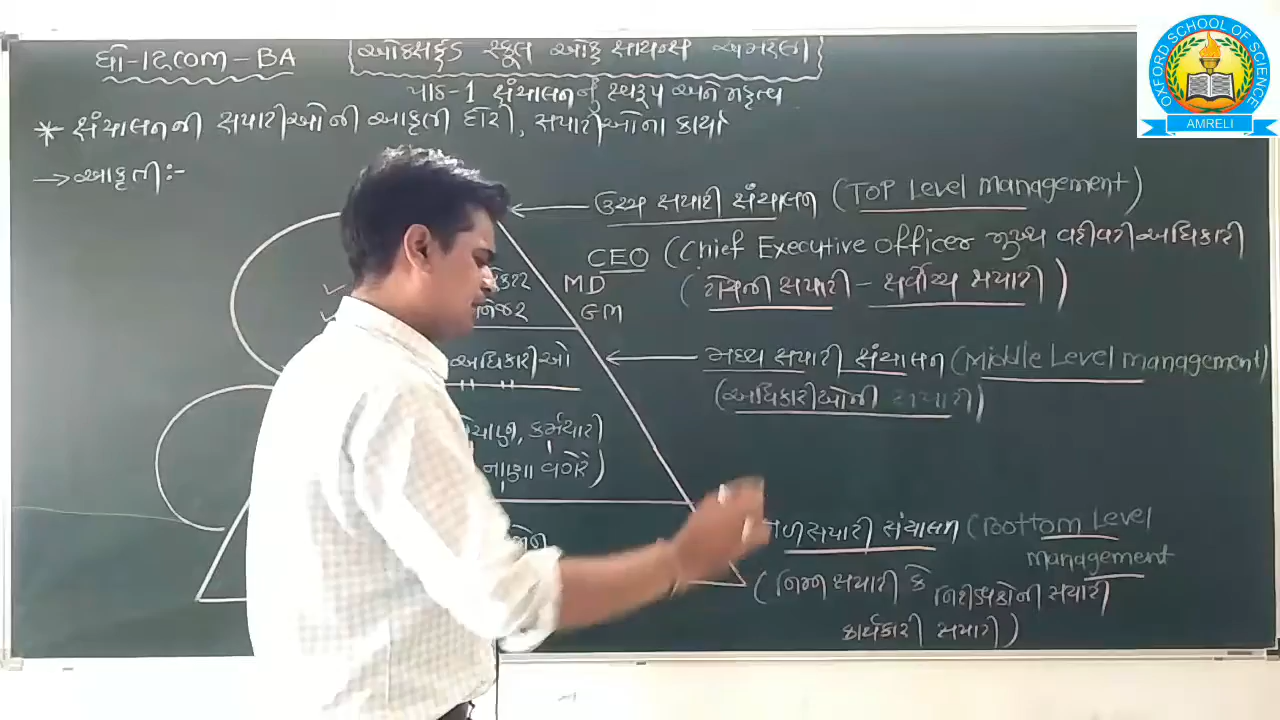 ધો-12 COM - BA
ઓક્સફર્ડ સ્કૂલ ઓફ સાયન્સ અમરેલી
પાઠ-1 સંચાલનનું સ્વરૂપ અને મહત્વ
* સંચાલનની સપાટીઓની આકૃતી દોરી, સપાટીઓના કાર્યો
→ આકૃતી:-
ઉચ્ચ સપાટી સંચાલન (TOP Level Management)
CEO (Chief Executive Officer મુખ્ય વહીવટી અધિકારી
MD
(ટોચની સપાટી - સર્વોચ્ચ સપાટી)
GM
અધિકારીઓ
મધ્ય સપાટી સંચાલન (Middle Level management)
(અધિકારીઓની સપાટી)
કર્મચારી
નાણા વગેરે)
સપાટી સંચાલન (Bottom Level
management
(નિમ્ન સપાટી કે નિરીક્ષકોની સપાટી
કાર્યકારી સપાટી)
OXFORD SCHOOL OF SCIENCE
AMRELI